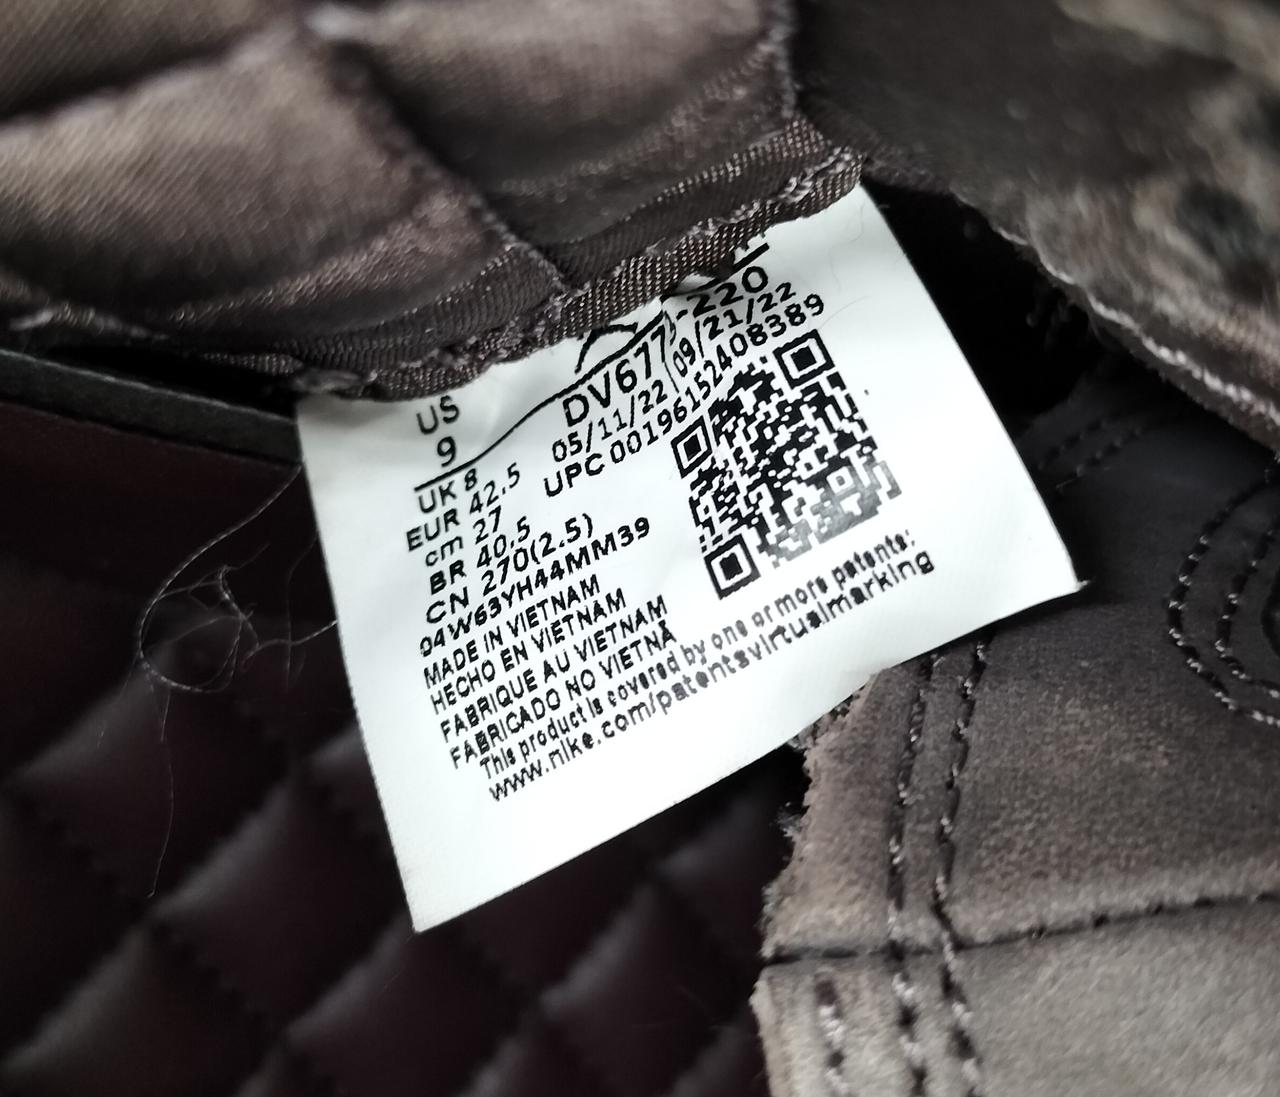 US
9
UK 8
EUR 42.5
cm 27
BR 40.5
CN 270(2.5)
04W63YH44MM39
MADE IN VIETNAM
HECHO EN VIETNAM
FABRIQUE AU VIETNAM
FABRICADO NO VIETNÃ
This product is covered by one or more patents:
www.nike.com/patentsvirtualmarking
DV6773-220
05/11/22 09/21/22
UPC 00196152408389